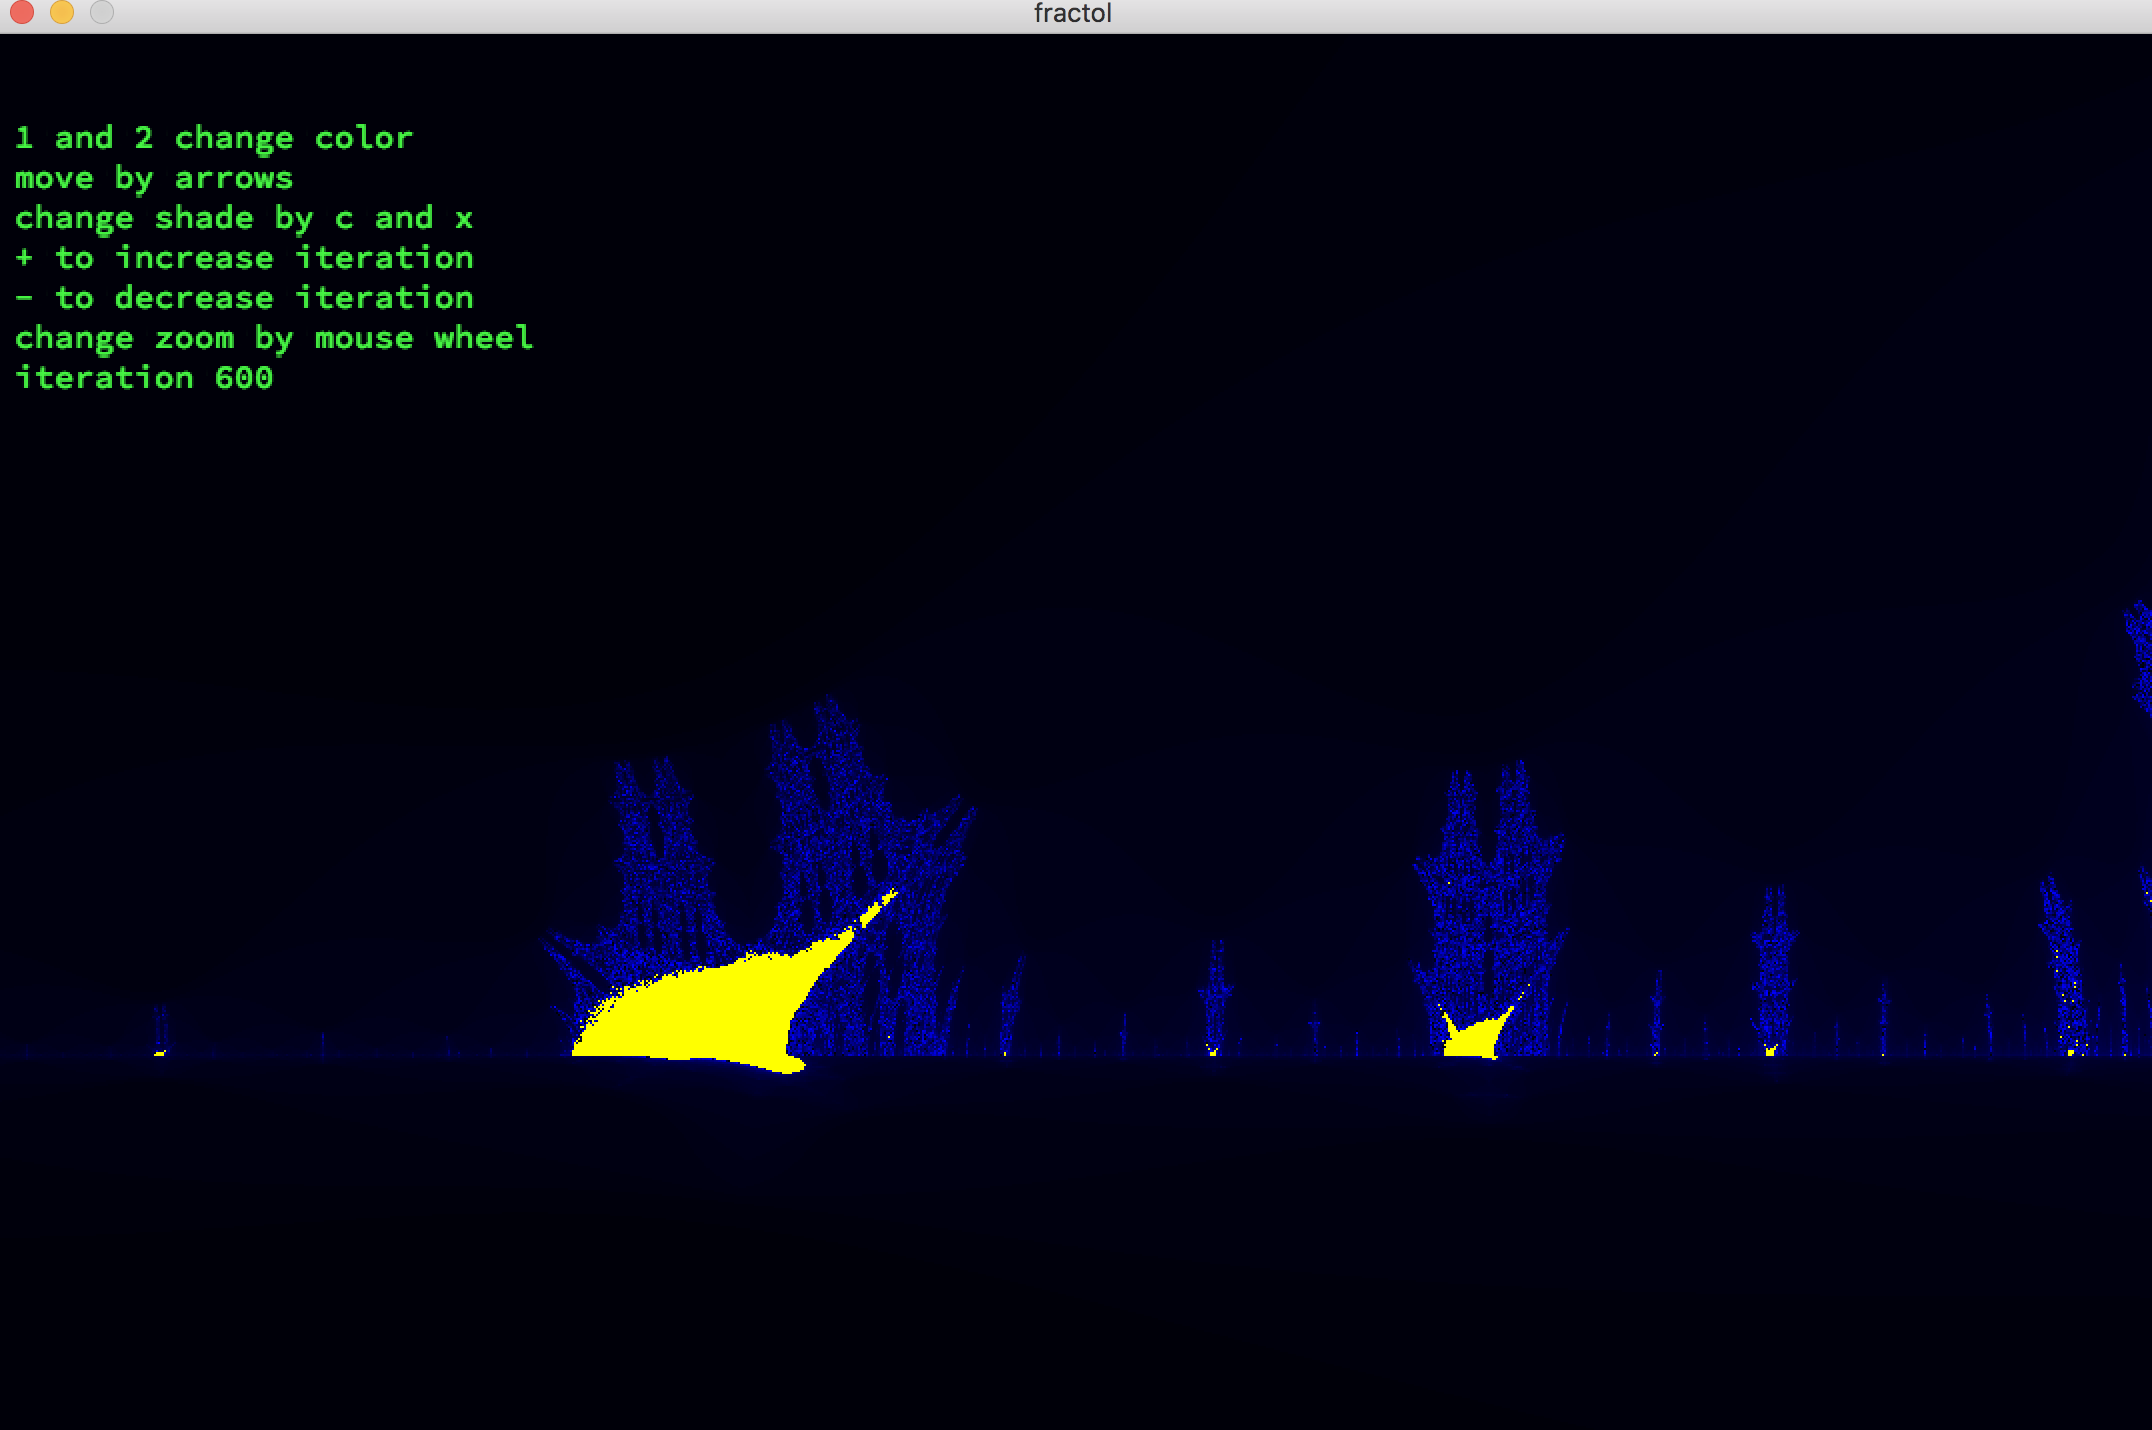 fractol
1 and 2 change color
move by arrows
change shade by c and x
+ to increase iteration
- to decrease iteration
change zoom by mouse wheel
iteration 600